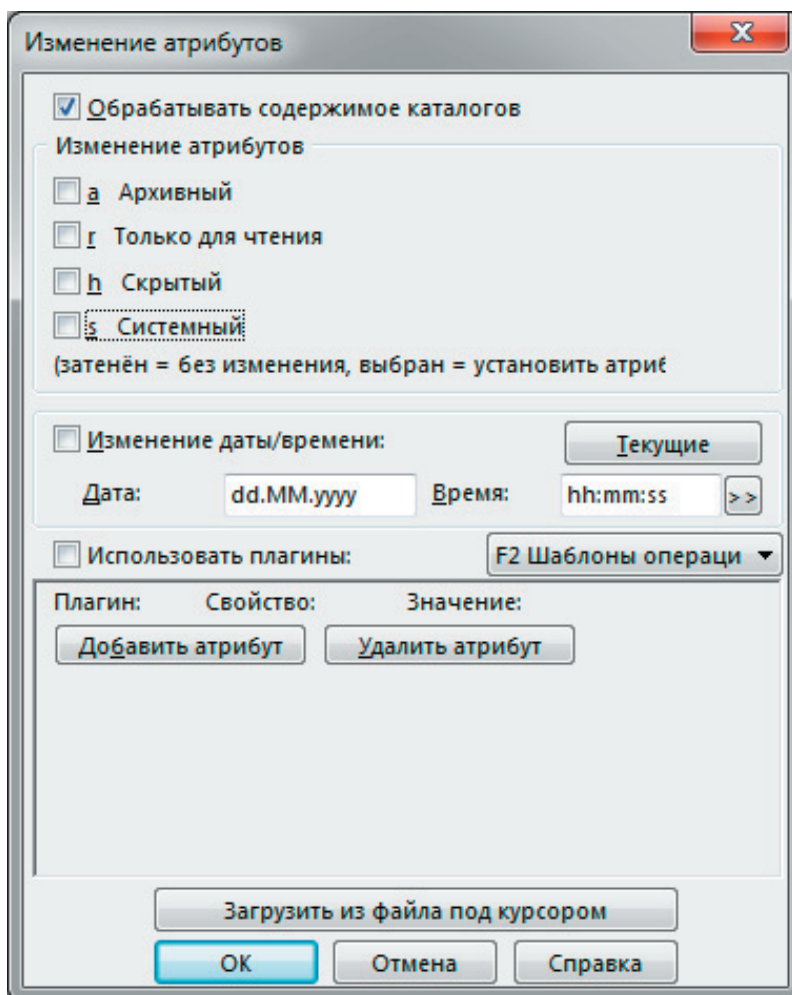 Изменение атрибутов
Обрабатывать содержимое каталогов
Изменение атрибутов
a Архивный
r Только для чтения
h Скрытый
s Системный
(затенён = без изменения, выбран = установить атриб
Изменение даты/времени: Текущие
Дата: dd.MM.yyyy Время: hh:mm:ss >>
Использовать плагины: F2 Шаблоны операци
Плагин: Свойство: Значение:
Добавить атрибут Удалить атрибут
Загрузить из файла под курсором
ОК Отмена Справка